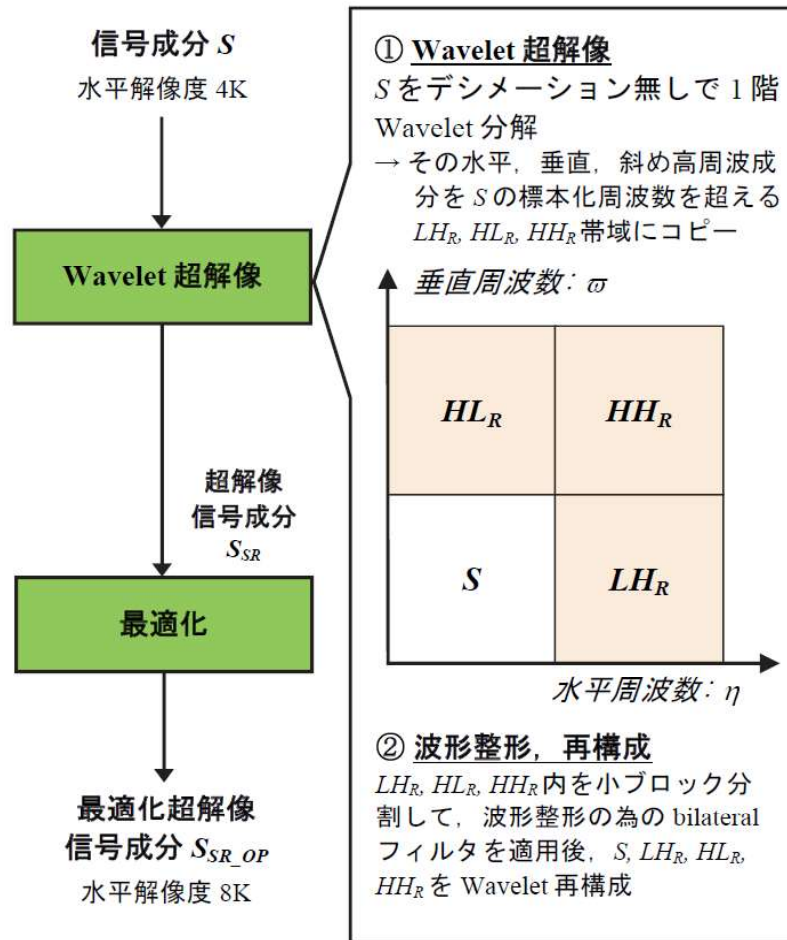 信号成分 S
水平解像度 4K
Wavelet 超解像
超解像
信号成分
S_SR
最適化
最適化超解像
信号成分 S_SR_OP
水平解像度 8K
① Wavelet 超解像
S をデシメーション無しで 1 階
Wavelet 分解
→ その水平，垂直，斜め高周波成
分を S の標本化周波数を超える
LH_R, HL_R, HH_R 帯域にコピー
垂直周波数：ϖ
HL_R
HH_R
S
LH_R
水平周波数：η
② 波形整形，再構成
LH_R, HL_R, HH_R 内を小ブロック分
割して，波形整形の為の bilateral
フィルタを適用後，S, LH_R, HL_R,
HH_R を Wavelet 再構成